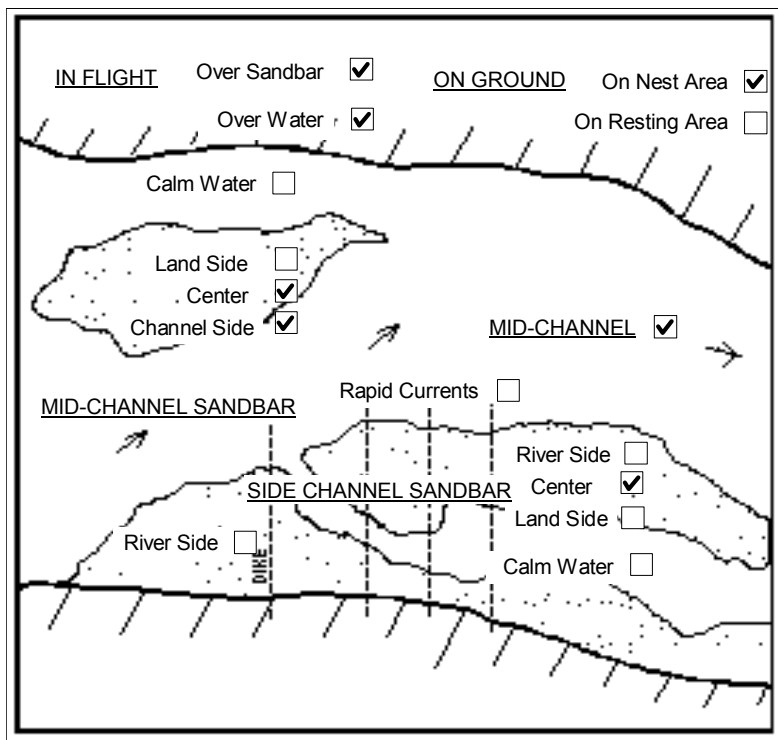 IN FLIGHT Over Sandbar ON GROUND On Nest Area
Over Water On Resting Area
Calm Water
Land Side
Center
Channel Side MID-CHANNEL
Rapid Currents
MID-CHANNEL SANDBAR
River Side
SIDE CHANNEL SANDBAR Center
Land Side
River Side
DIKE
Calm Water